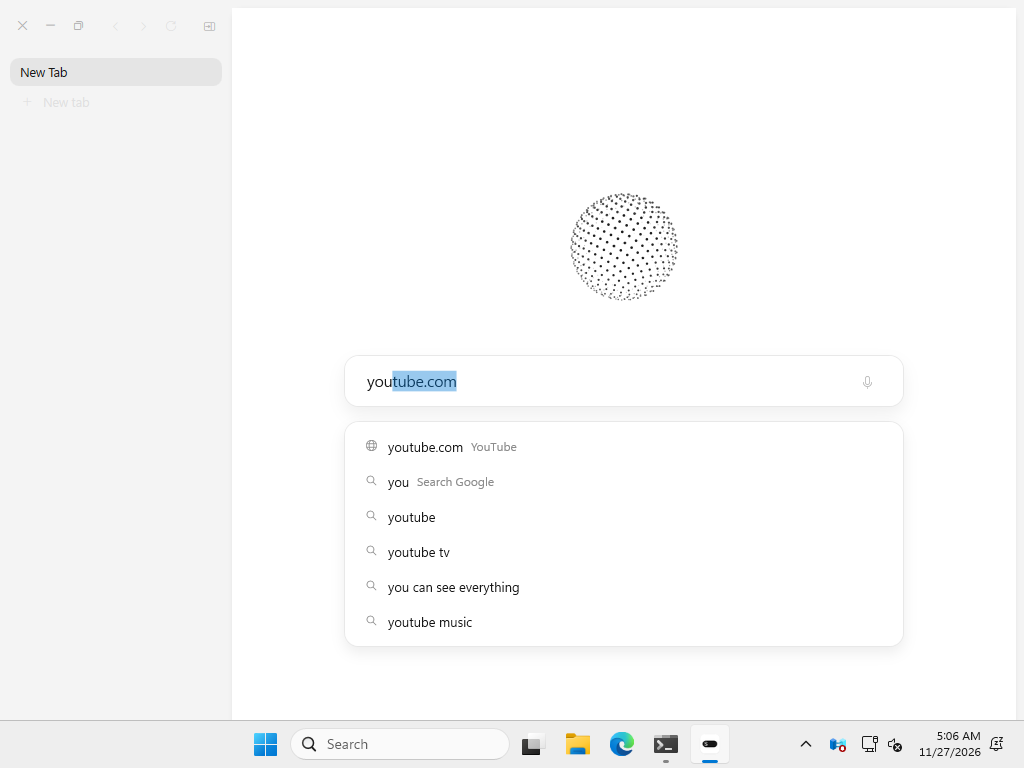 New Tab
New tab
youtube.com
youtube.com YouTube
you Search Google
youtube
youtube tv
you can see everything
youtube music
Search
5:06 AM
11/27/2026